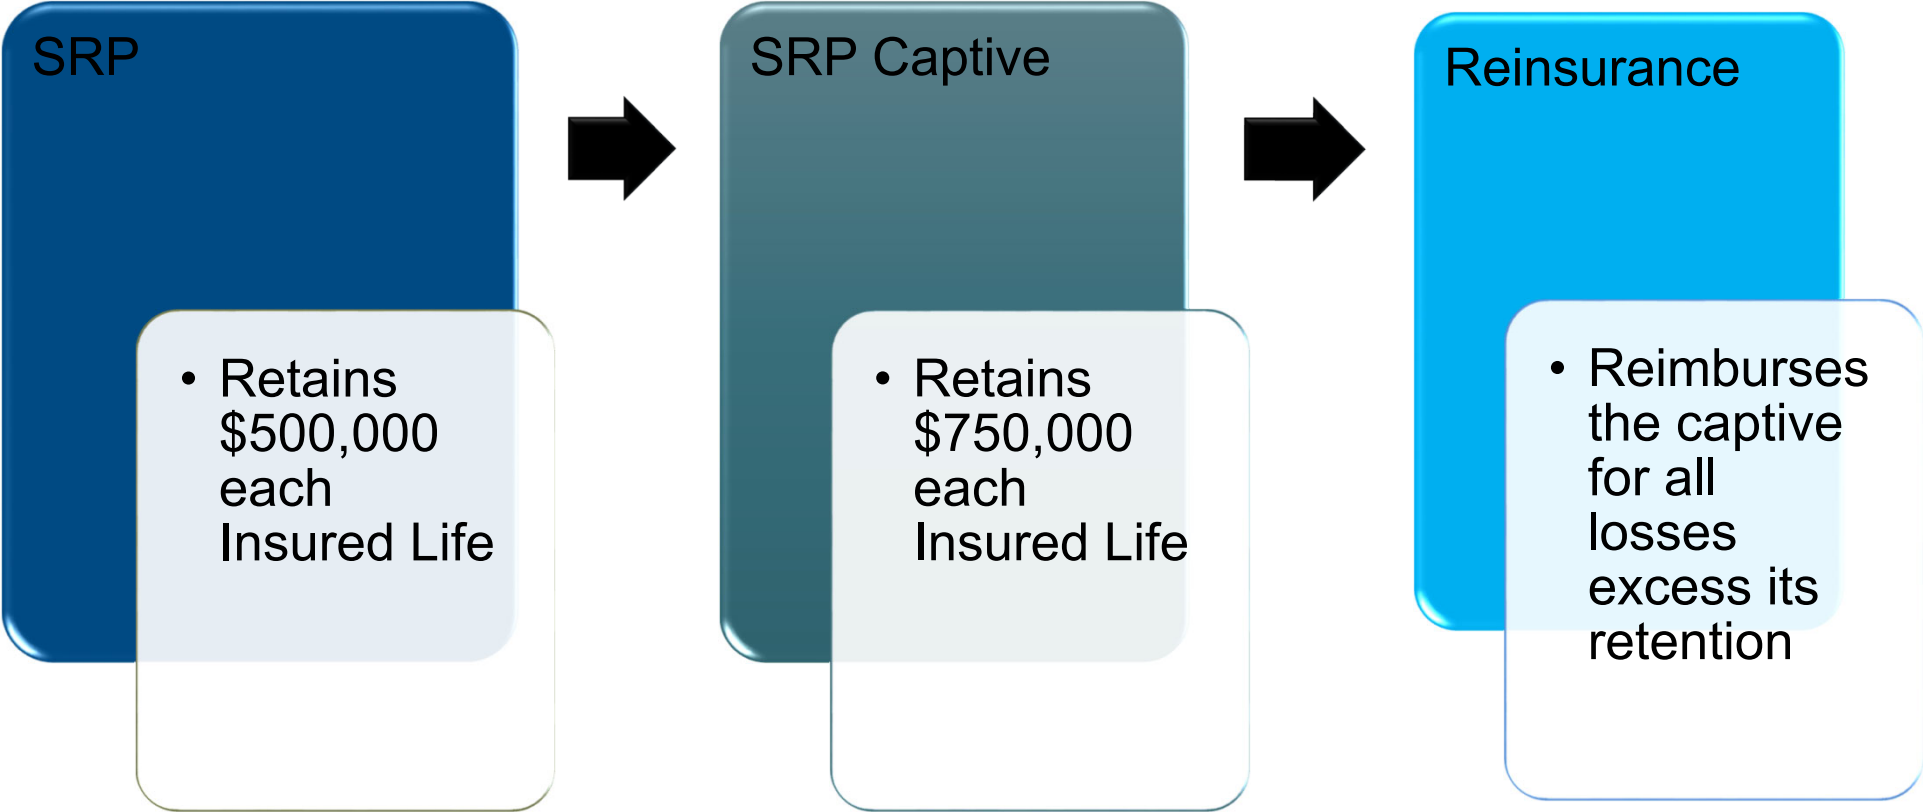 SRP
• Retains
$500,000
each
Insured Life
SRP Captive
• Retains
$750,000
each
Insured Life
Reinsurance
• Reimburses
the captive
for all
losses
excess its
retention